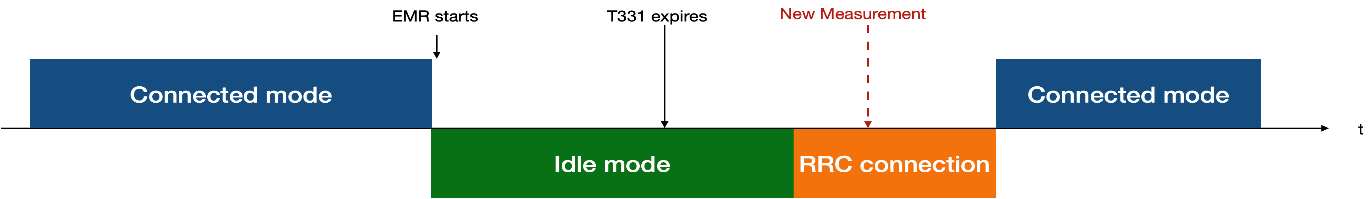 EMR starts
T331 expires
New Measurement
Connected mode
Connected mode
t
Idle mode
RRC connection